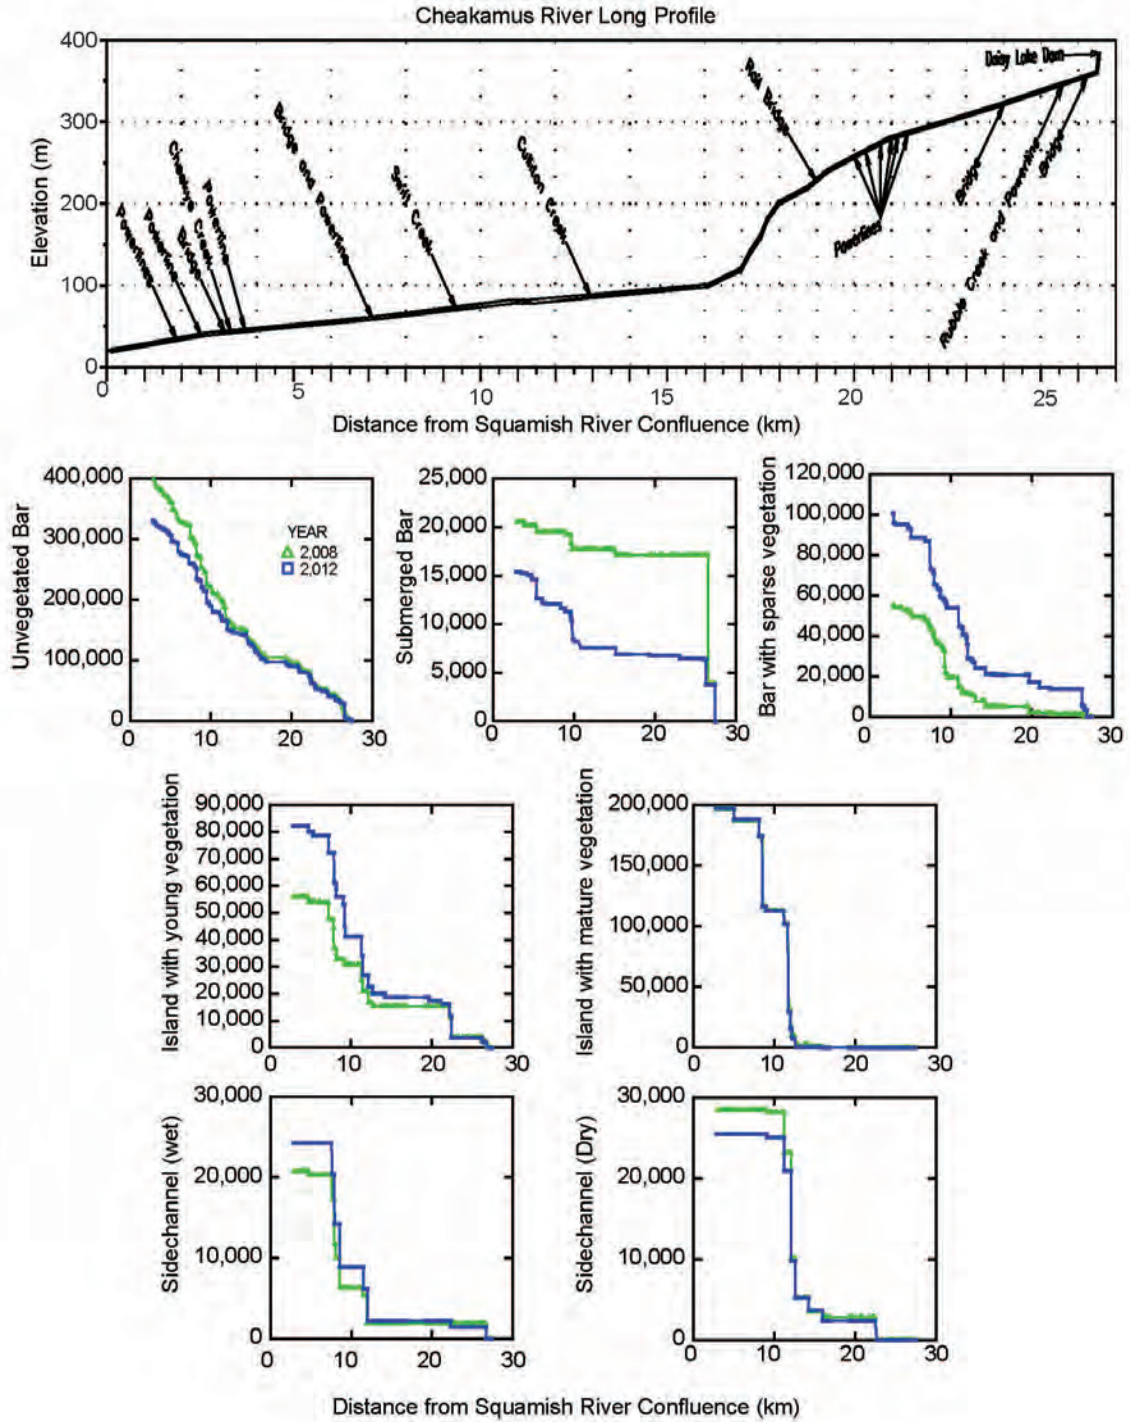 Cheakamus River Long Profile
400
300
200
100
0
Elevation (m)
Bridge and
Swift Creek
Culliton Creek
Bridge
Daisy Lake Dam
Powerlines
Bridge
Rubble Creek and Powerline
Bridge
0
5
10
15
20
25
Distance from Squamish River Confluence (km)
Unvegetated Bar
400,000
300,000
200,000
100,000
0
YEAR
2,008
2,012
0 10 20 30
Submerged Bar
25,000
20,000
15,000
10,000
5,000
0
0 10 20 30
Bar with sparse vegetation
120,000
100,000
80,000
60,000
40,000
20,000
0
0 10 20 30
Island with young vegetation
90,000
80,000
70,000
60,000
50,000
40,000
30,000
20,000
10,000
0
0 10 20 30
Island with mature vegetation
200,000
150,000
100,000
50,000
0
0 10 20 30
Sidechannel (wet)
30,000
20,000
10,000
0
0 10 20 30
Sidechannel (Dry)
30,000
20,000
10,000
0
0 10 20 30
Distance from Squamish River Confluence (km)